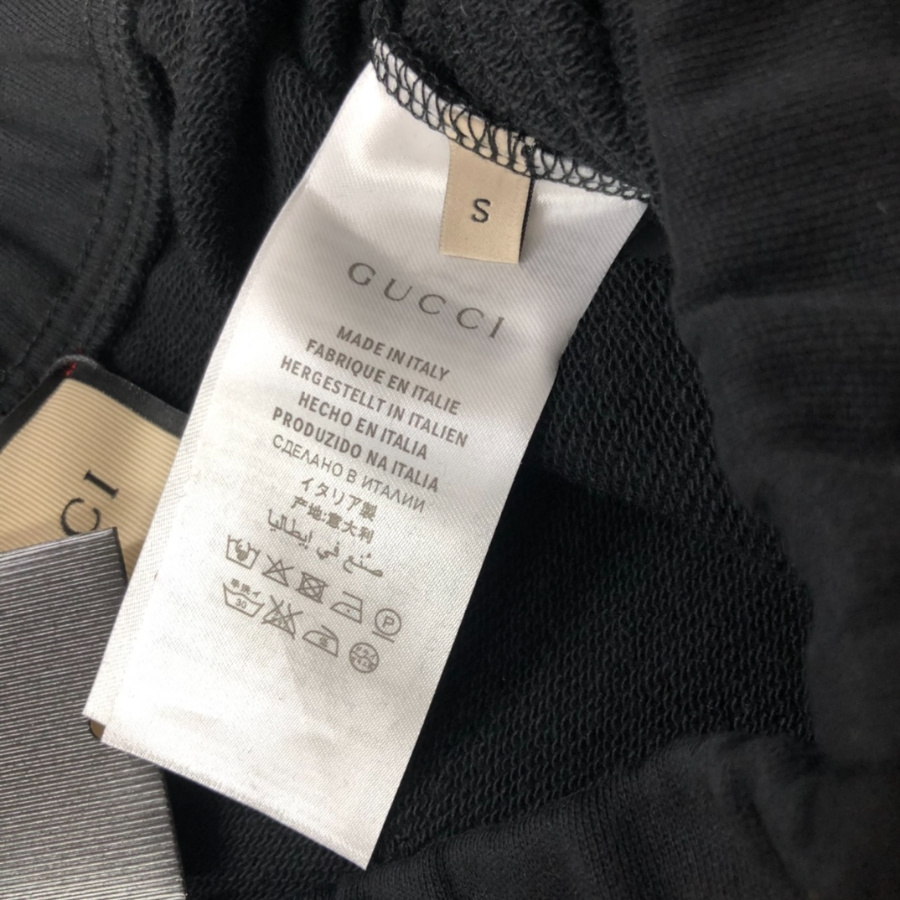 S
GUCCI
MADE IN ITALY
FABRIQUE EN ITALIE
HERGESTELLT IN ITALIEN
HECHO EN ITALIA
PRODUZIDO NA ITALIA
СДЕЛАНО В ИТАЛИИ
イタリア製
产地:意大利
صنع في إيطاليا
P
30
CCI